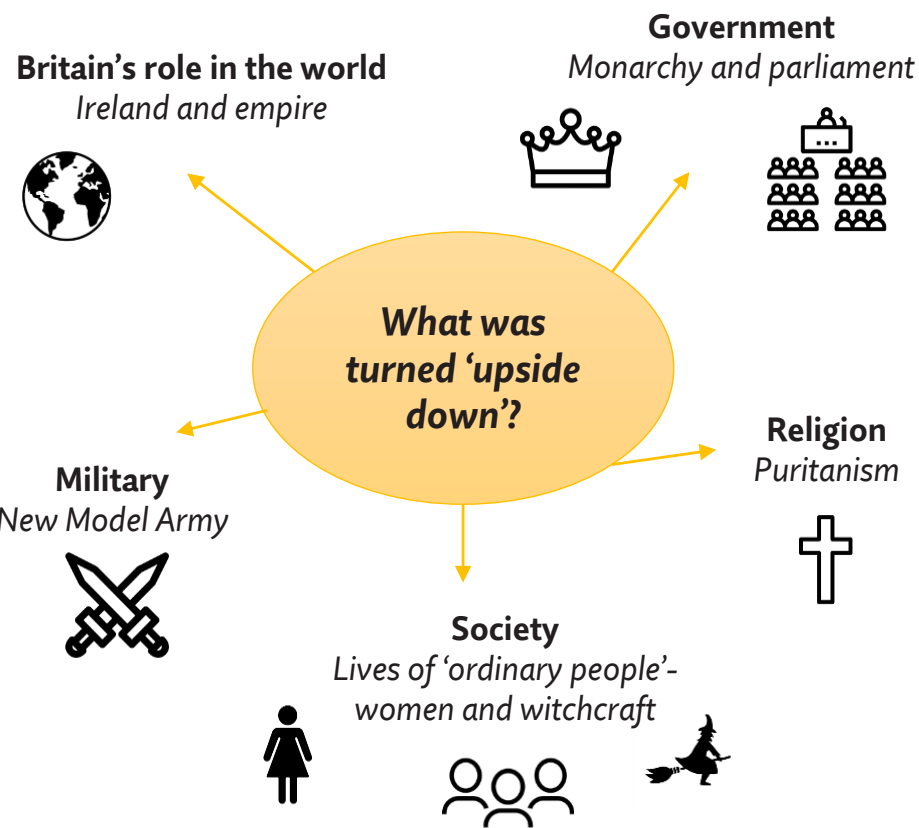 Government
Monarchy and parliament
Britain’s role in the world
Ireland and empire
What was
turned ‘upside
down’?
Religion
Puritanism
Military
New Model Army
Society
Lives of ‘ordinary people’-
women and witchcraft